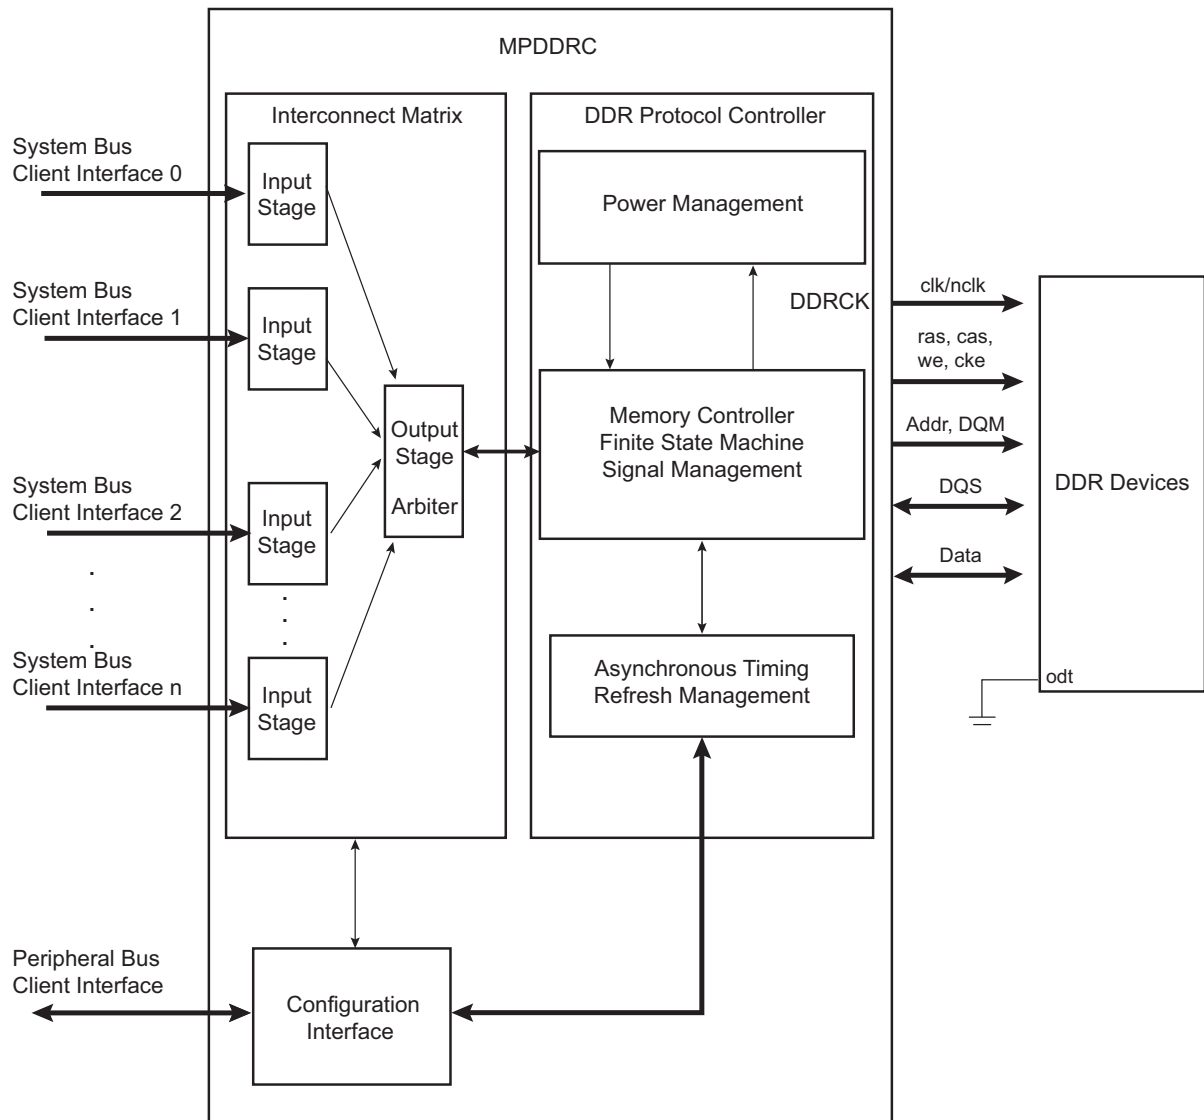 MPDDRC
Interconnect Matrix
DDR Protocol Controller
System Bus
Client Interface 0
Input
Stage
Power Management
System Bus
Client Interface 1
Input
Stage
DDRCK
clk/nclk
ras, cas,
we, cke
Output
Stage
Arbiter
Memory Controller
Finite State Machine
Signal Management
Addr, DQM
DQS
Data
DDR Devices
System Bus
Client Interface 2
Input
Stage
.
.
.
.
.
.
System Bus
Client Interface n
Input
Stage
Asynchronous Timing
Refresh Management
odt
Peripheral Bus
Client Interface
Configuration
Interface